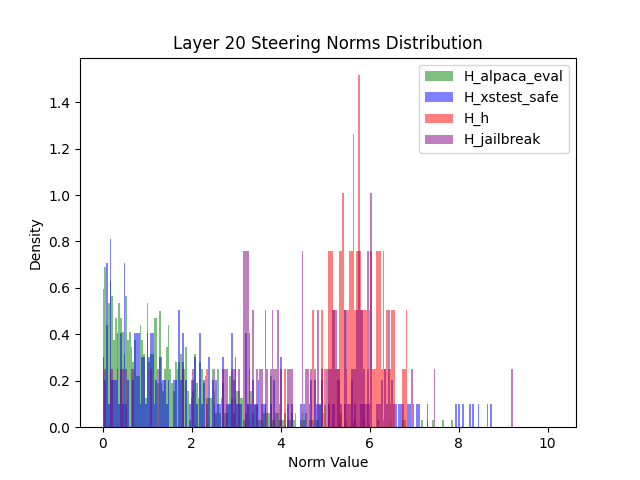 Layer 20 Steering Norms Distribution
H_alpaca_eval
H_xstest_safe
H_h
H_jailbreak
Density
1.4
1.2
1.0
0.8
0.6
0.4
0.2
0.0
0 2 4 6 8 10
Norm Value